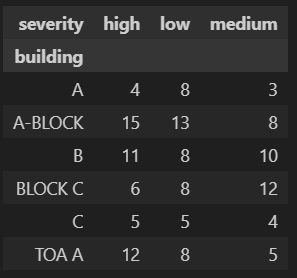 severity high low medium
building
A 4 8 3
A-BLOCK 15 13 8
B 11 8 10
BLOCK C 6 8 12
C 5 5 4
TOA A 12 8 5